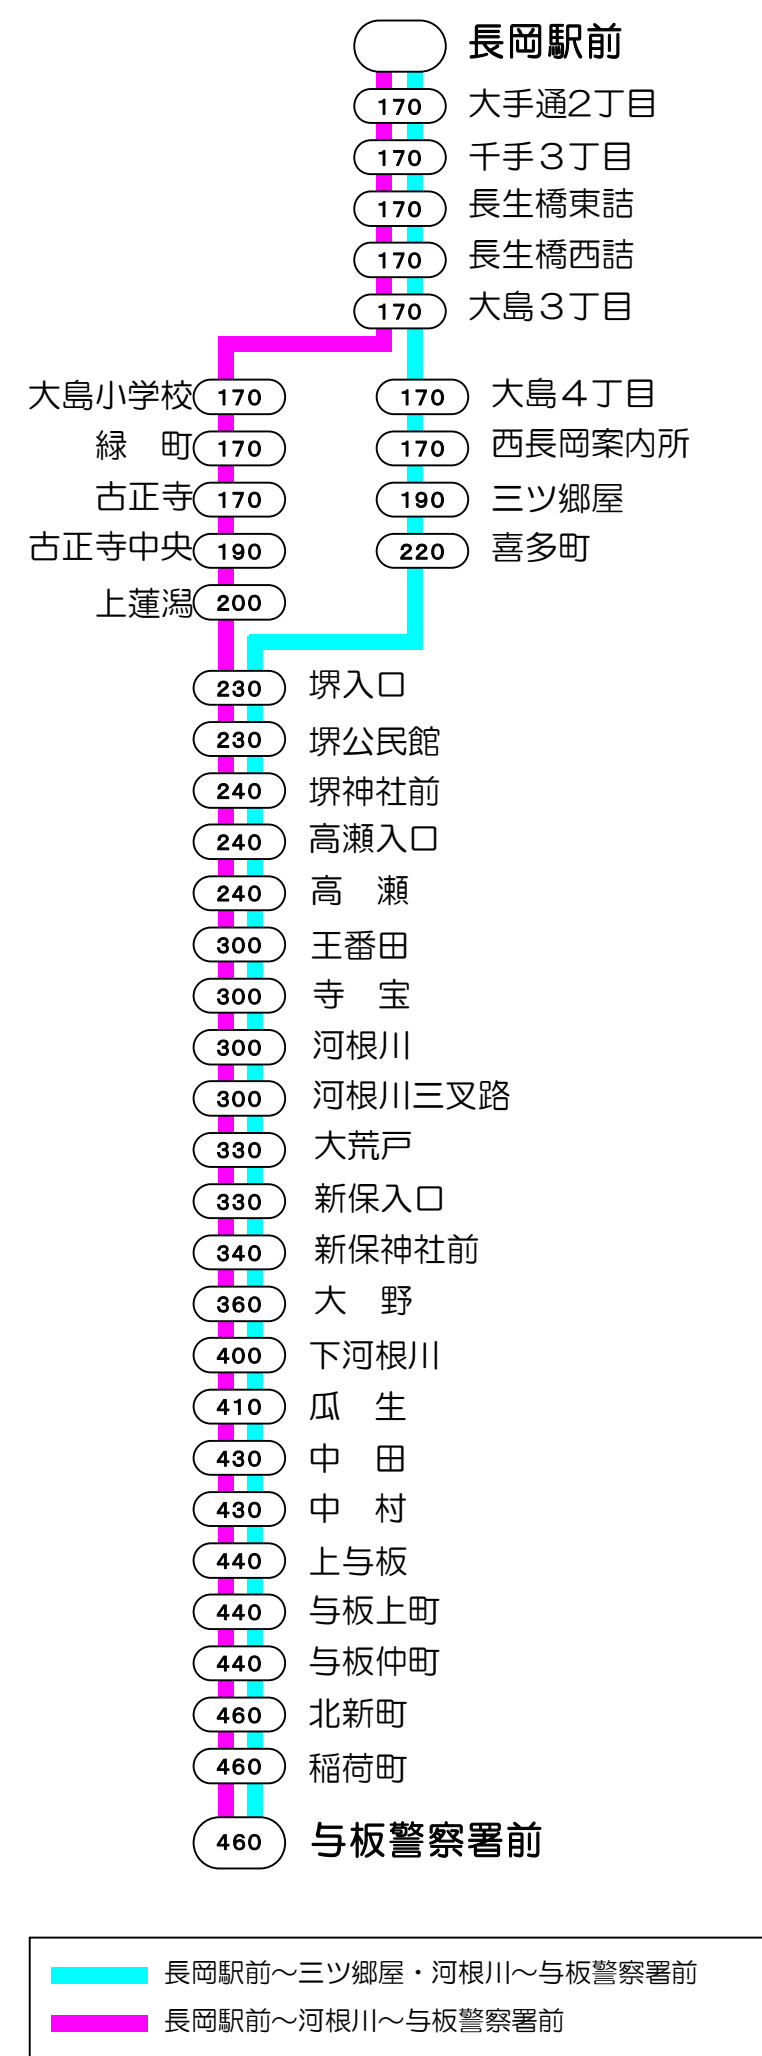 長岡駅前
170 大手通2丁目
170 千手３丁目
170 長生橋東詰
170 長生橋西詰
170 大島３丁目
大島小学校 170 170 大島４丁目
緑　町 170 170 西長岡案内所
古正寺 170 190 三ツ郷屋
古正寺中央 190 220 喜多町
上蓮潟 200
230 堺入口
230 堺公民館
240 堺神社前
240 高瀬入口
240 高　瀬
300 王番田
300 寺　宝
300 河根川
300 河根川三叉路
330 大荒戸
330 新保入口
340 新保神社前
360 大　野
400 下河根川
410 瓜　生
430 中　田
430 中　村
440 上与板
440 与板上町
440 与板仲町
460 北新町
460 稲荷町
460 与板警察署前
長岡駅前～三ツ郷屋・河根川～与板警察署前
長岡駅前～河根川～与板警察署前